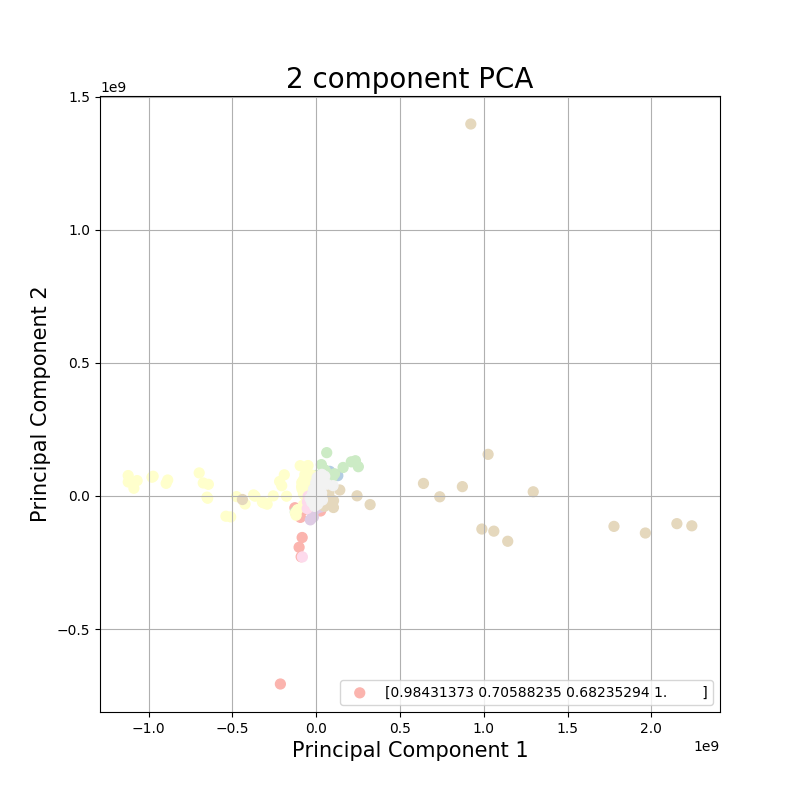 2 component PCA
1e9
1.5
1.0
0.5
0.0
−0.5
Principal Component 2
[0.98431373 0.70588235 0.68235294 1.        ]
−1.0 −0.5 0.0 0.5 1.0 1.5 2.0
Principal Component 1
1e9